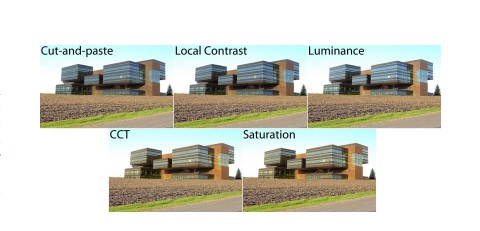 Cut-and-paste
Local Contrast
Luminance
CCT
Saturation